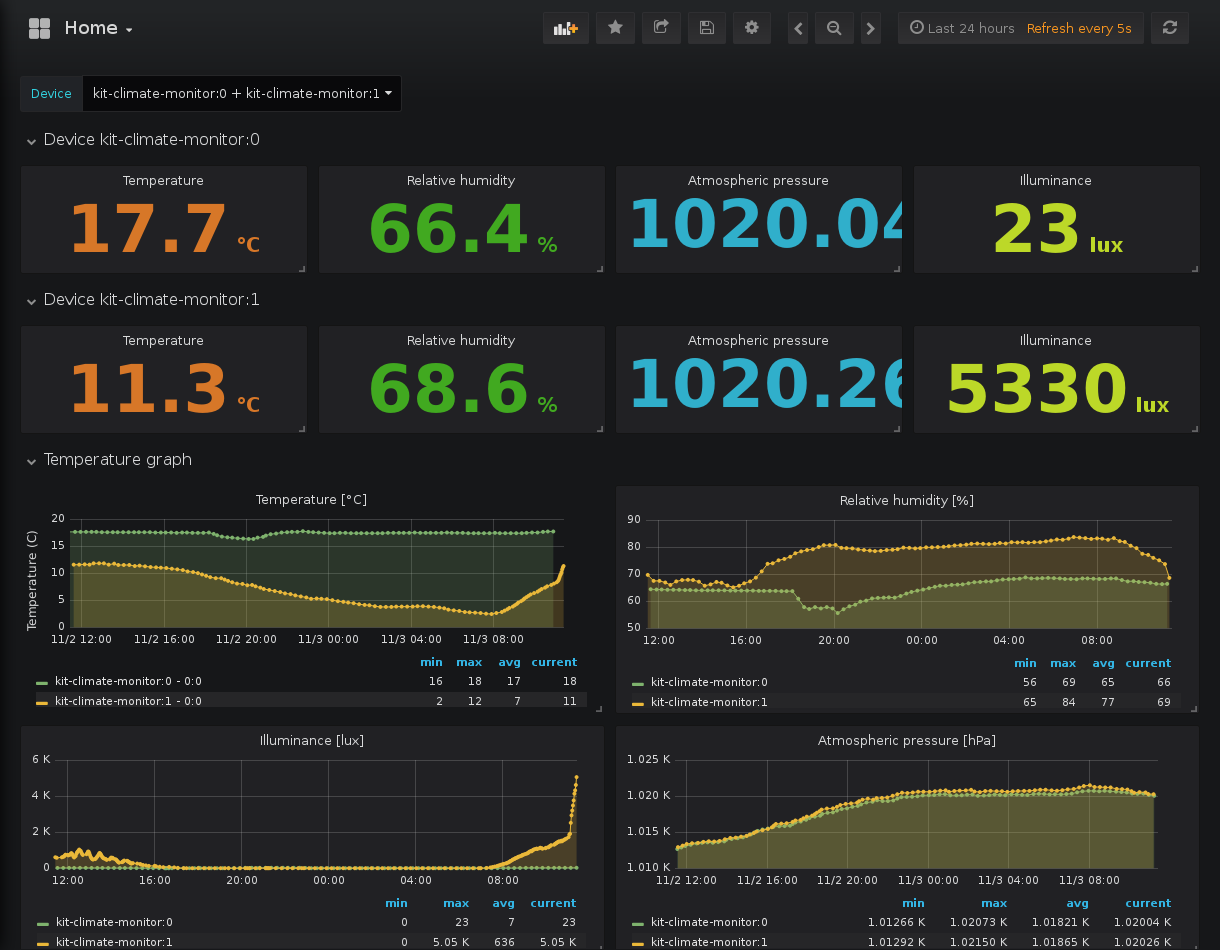 Home
Last 24 hours Refresh every 5s
Device kit-climate-monitor:0 + kit-climate-monitor:1
Device kit-climate-monitor:0
Temperature Relative humidity Atmospheric pressure Illuminance
17.7 °C 66.4 % 1020.04 23 lux
Device kit-climate-monitor:1
Temperature Relative humidity Atmospheric pressure Illuminance
11.3 °C 68.6 % 1020.26 5330 lux
Temperature graph
Temperature [°C]
Temperature (C)
20
15
10
5
0
11/2 12:00 11/2 16:00 11/2 20:00 11/3 00:00 11/3 04:00 11/3 08:00
min max avg current
kit-climate-monitor:0 - 0:0 16 18 17 18
kit-climate-monitor:1 - 0:0 2 12 7 11
Relative humidity [%]
90
80
70
60
50
12:00 16:00 20:00 00:00 04:00 08:00
min max avg current
kit-climate-monitor:0 56 69 65 66
kit-climate-monitor:1 65 84 77 69
Illuminance [lux]
6 K
4 K
2 K
0
12:00 16:00 20:00 00:00 04:00 08:00
min max avg current
kit-climate-monitor:0 0 23 7 23
kit-climate-monitor:1 0 5.05 K 636 5.05 K
Atmospheric pressure [hPa]
1.025 K
1.020 K
1.015 K
1.010 K
11/2 12:00 11/2 16:00 11/2 20:00 11/3 00:00 11/3 04:00 11/3 08:00
min max avg current
kit-climate-monitor:0 1.01266 K 1.02073 K 1.01821 K 1.02004 K
kit-climate-monitor:1 1.01292 K 1.02150 K 1.01865 K 1.02026 K